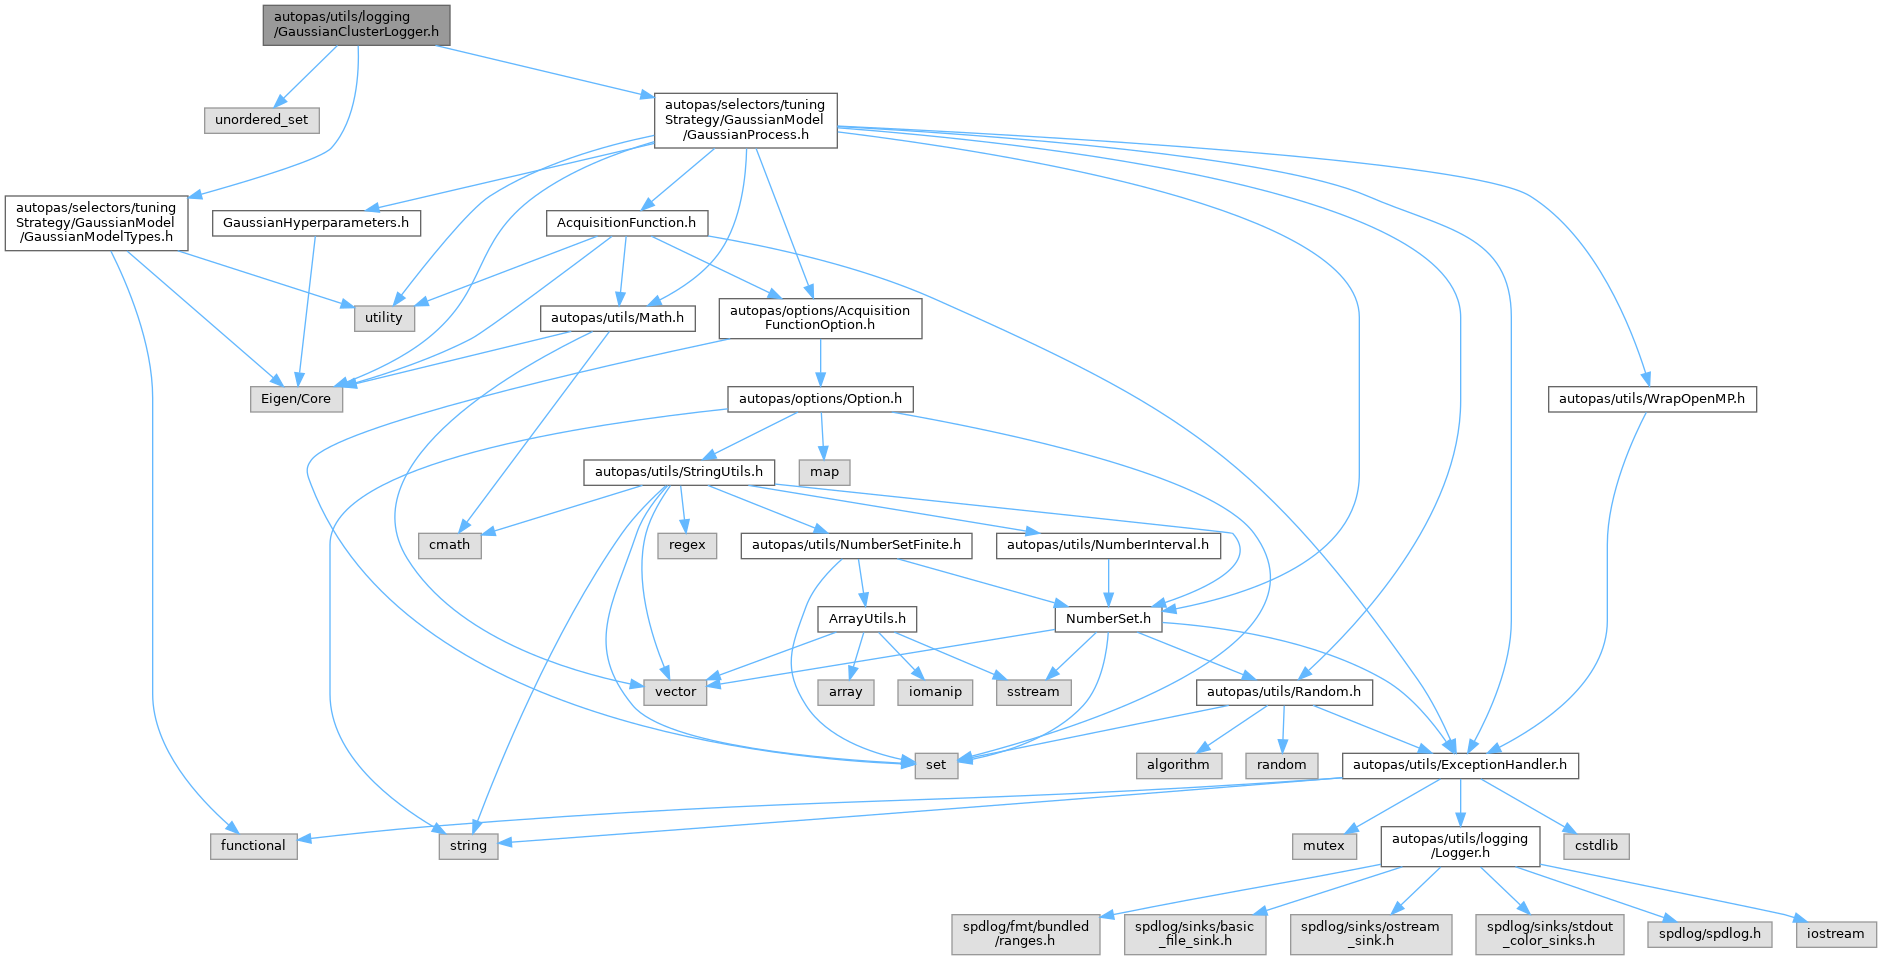 autopas/utils/logging
/GaussianClusterLogger.h
unordered_set
autopas/selectors/tuning
Strategy/GaussianModel
/GaussianProcess.h
autopas/selectors/tuning
Strategy/GaussianModel
/GaussianModelTypes.h
GaussianHyperparameters.h
AcquisitionFunction.h
utility
autopas/utils/Math.h
autopas/options/Acquisition
FunctionOption.h
Eigen/Core
autopas/options/Option.h
autopas/utils/WrapOpenMP.h
autopas/utils/StringUtils.h
map
cmath
regex
autopas/utils/NumberSetFinite.h
autopas/utils/NumberInterval.h
ArrayUtils.h
NumberSet.h
vector
array
iomanip
sstream
autopas/utils/Random.h
set
algorithm
random
autopas/utils/ExceptionHandler.h
functional
string
mutex
autopas/utils/logging
/Logger.h
cstdlib
spdlog/fmt/bundled
/ranges.h
spdlog/sinks/basic
_file_sink.h
spdlog/sinks/ostream
_sink.h
spdlog/sinks/stdout
_color_sinks.h
spdlog/spdlog.h
iostream